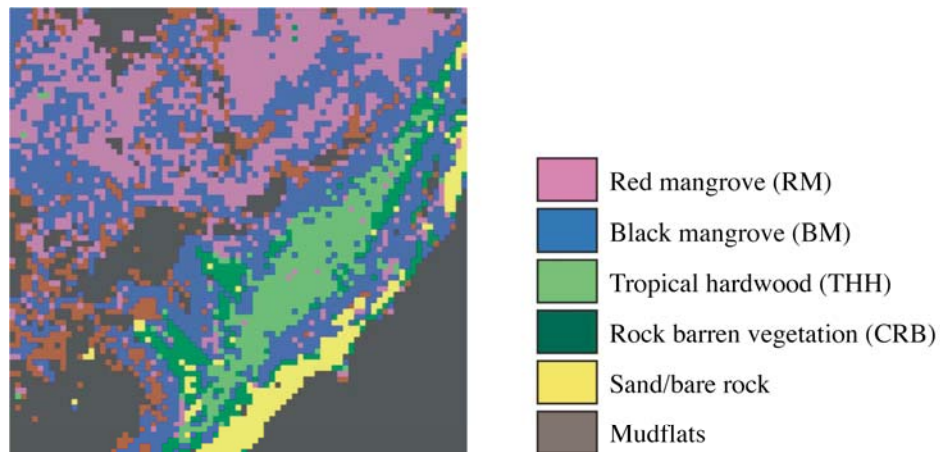 Red mangrove (RM)
Black mangrove (BM)
Tropical hardwood (THH)
Rock barren vegetation (CRB)
Sand/bare rock
Mudflats